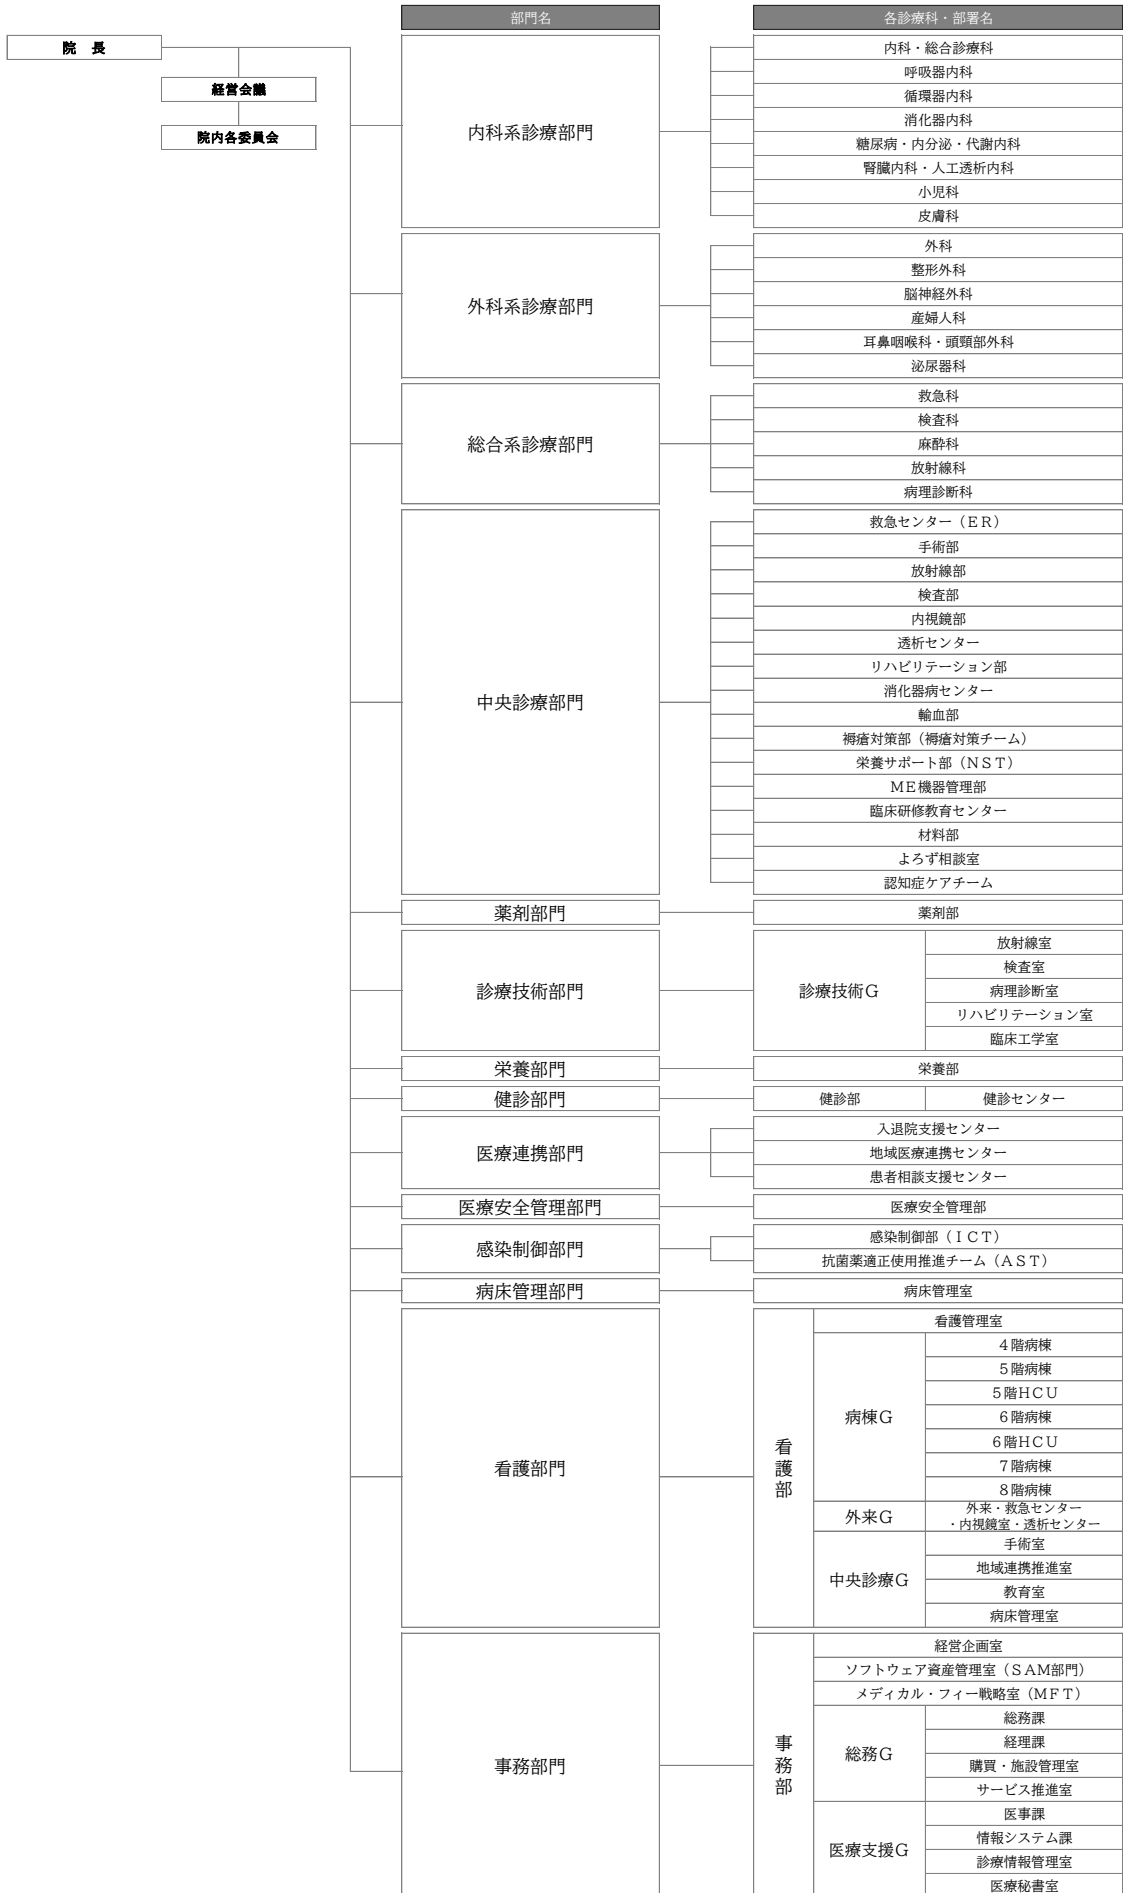 部門名
各診療科・部署名
院　長
経営会議
院内各委員会
内科系診療部門
内科・総合診療科
呼吸器内科
循環器内科
消化器内科
糖尿病・内分泌・代謝内科
腎臓内科・人工透析内科
小児科
皮膚科
外科系診療部門
外科
整形外科
脳神経外科
産婦人科
耳鼻咽喉科・頭頸部外科
泌尿器科
総合系診療部門
救急科
検査科
麻酔科
放射線科
病理診断科
中央診療部門
救急センター（ＥＲ）
手術部
放射線部
検査部
内視鏡部
透析センター
リハビリテーション部
消化器病センター
輸血部
褥瘡対策部（褥瘡対策チーム）
栄養サポート部（ＮＳＴ）
ＭＥ機器管理部
臨床研修教育センター
材料部
よろず相談室
認知症ケアチーム
薬剤部門
薬剤部
診療技術部門
診療技術Ｇ
放射線室
検査室
病理診断室
リハビリテーション室
臨床工学室
栄養部門
栄養部
健診部門
健診部
健診センター
医療連携部門
入退院支援センター
地域医療連携センター
患者相談支援センター
医療安全管理部門
医療安全管理部
感染制御部門
感染制御部（ＩＣＴ）
抗菌薬適正使用推進チーム（ＡＳＴ）
病床管理部門
病床管理室
看護部門
看護部
看護管理室
病棟Ｇ
４階病棟
５階病棟
５階ＨＣＵ
６階病棟
６階ＨＣＵ
７階病棟
８階病棟
外来Ｇ
外来・救急センター
・内視鏡室・透析センター
中央診療Ｇ
手術室
地域連携推進室
教育室
病床管理室
事務部門
事務部
経営企画室
ソフトウェア資産管理室（ＳＡＭ部門）
メディカル・フィー戦略室（ＭＦＴ）
総務Ｇ
総務課
経理課
購買・施設管理室
サービス推進室
医療支援Ｇ
医事課
情報システム課
診療情報管理室
医療秘書室